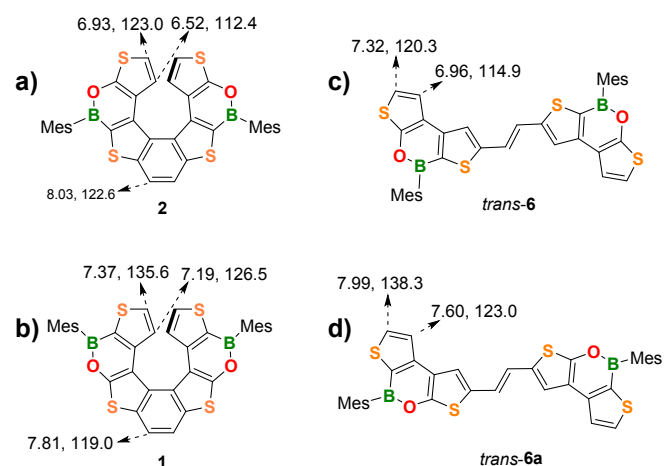 a)
6.93, 123.0
6.52, 112.4
S
S
O
O
B
B
Mes
Mes
S
S
8.03, 122.6
2
c)
7.32, 120.3
6.96, 114.9
Mes
B
O
S
S
S
O
B
S
Mes
trans-6
b)
7.37, 135.6
7.19, 126.5
S
S
Mes
Mes
B
B
O
O
S
S
7.81, 119.0
1
d)
7.99, 138.3
7.60, 123.0
S
O
B
Mes
S
B
O
S
S
Mes
trans-6a